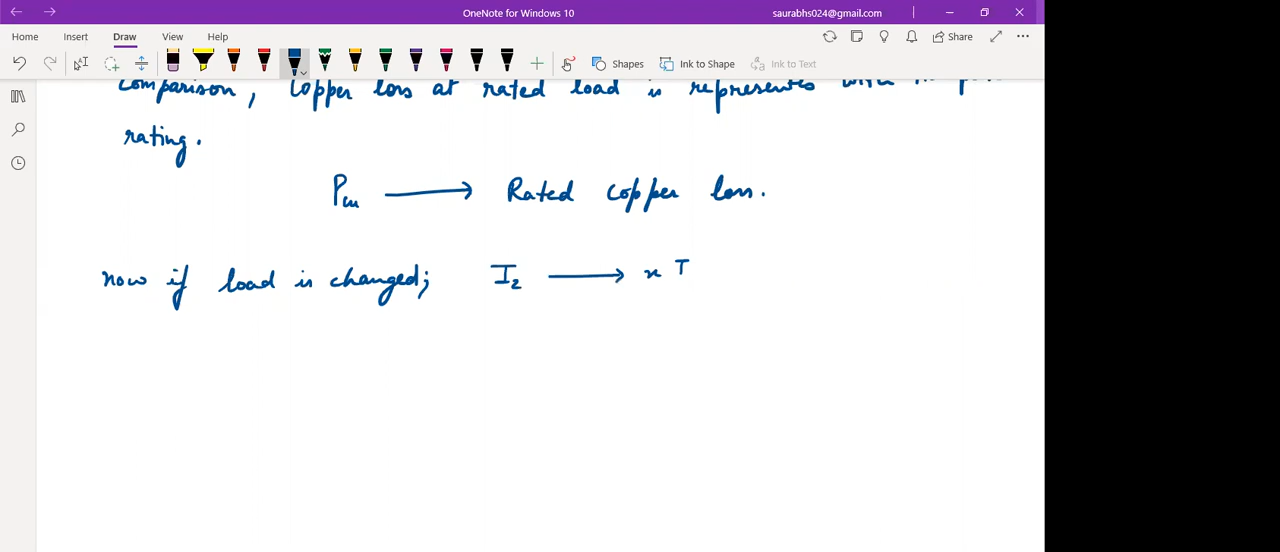 OneNote for Windows 10
saurabhs024@gmail.com
Home Insert Draw View Help
Share
Shapes Ink to Shape Ink to Text
comparison, Copper loss at rated load is represented with
rating.
Pcu → Rated copper loss.
now if load is changed; I2 → x I